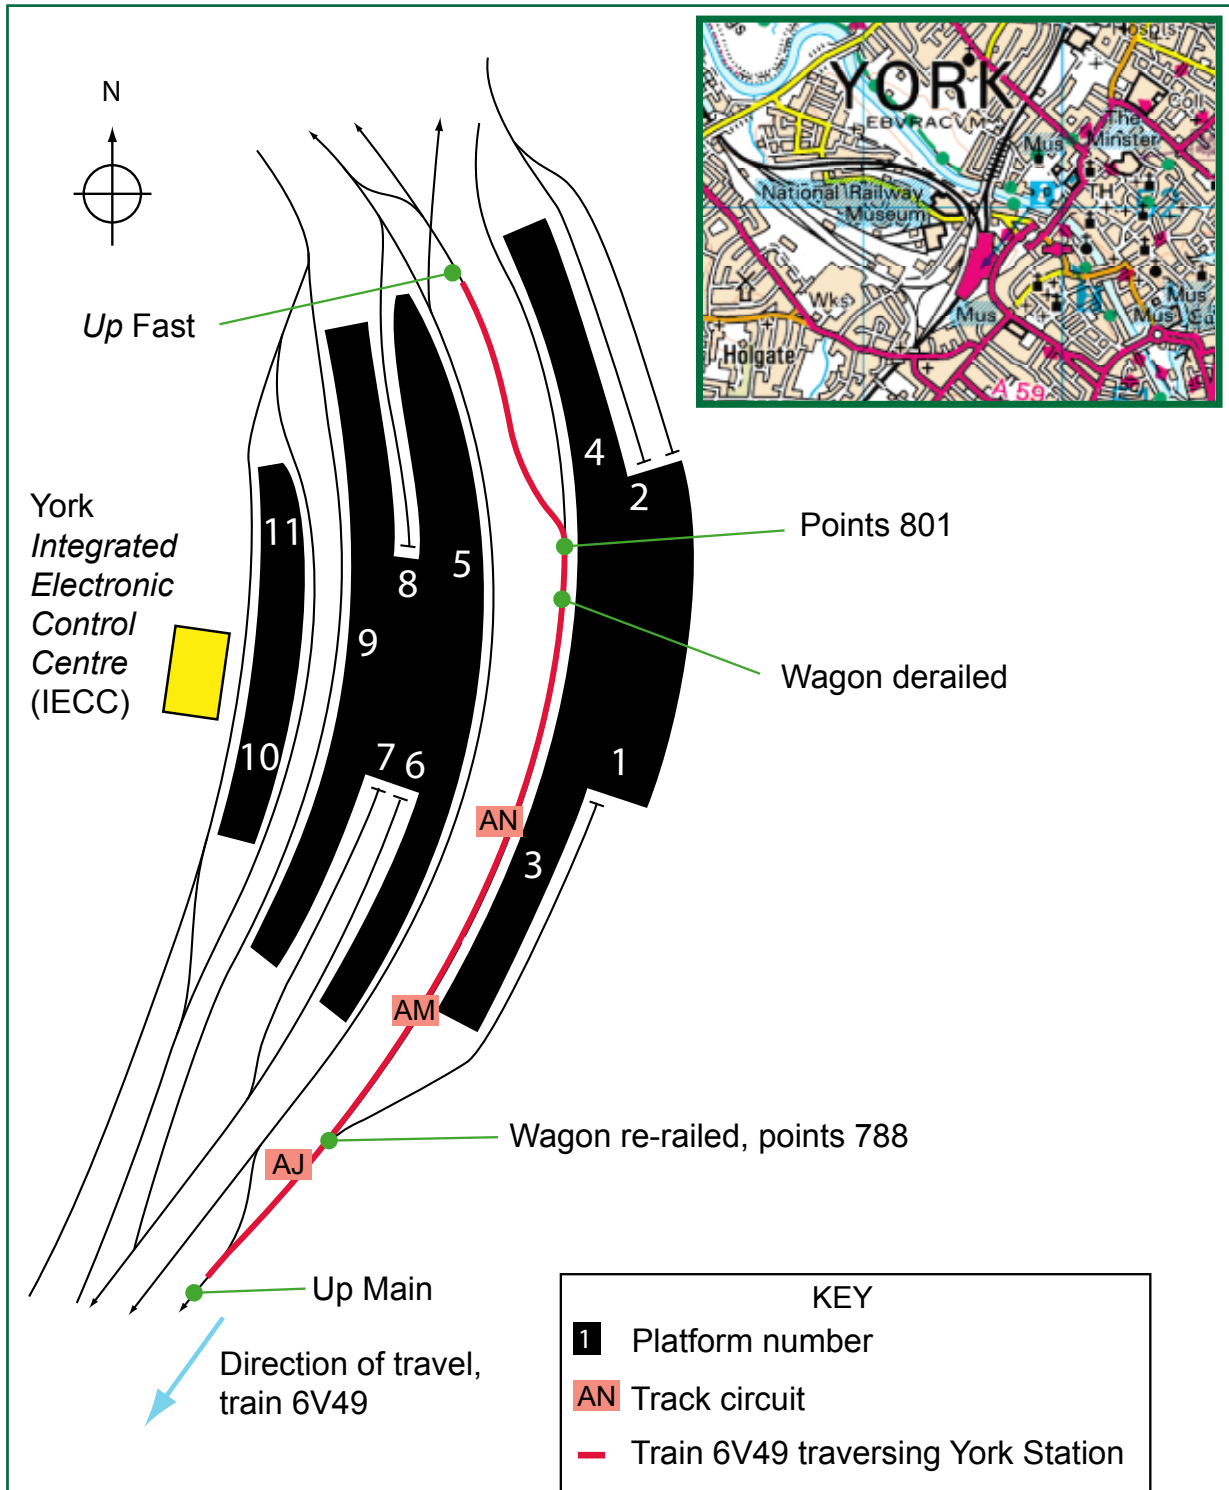 N
Up Fast
YORK
EBVRACVM
Hospls
Coll
The
Minster
Mus
TH
National Railway
Museum
Wks
Mus
Mus
Mus
Holgate
A 59
4
2
Points 801
York
Integrated
Electronic
Control
Centre
(IECC)
11
8
5
9
Wagon derailed
10
7
6
1
AN
3
AM
Wagon re-railed, points 788
AJ
Up Main
Direction of travel,
train 6V49
KEY
1 Platform number
AN Track circuit
Train 6V49 traversing York Station